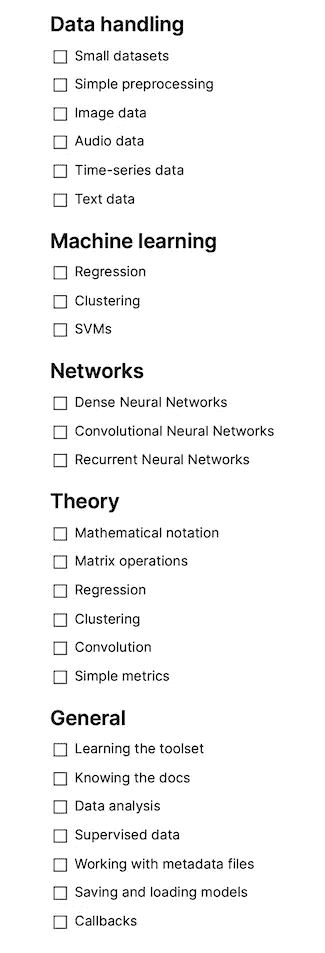 Data handling
Small datasets
Simple preprocessing
Image data
Audio data
Time-series data
Text data
Machine learning
Regression
Clustering
SVMs
Networks
Dense Neural Networks
Convolutional Neural Networks
Recurrent Neural Networks
Theory
Mathematical notation
Matrix operations
Regression
Clustering
Convolution
Simple metrics
General
Learning the toolset
Knowing the docs
Data analysis
Supervised data
Working with metadata files
Saving and loading models
Callbacks